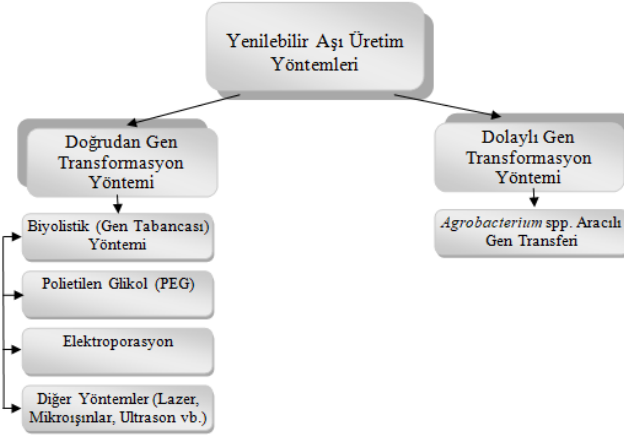 Yenilebilir Aşı Üretim
Yöntemleri
Doğrudan Gen
Transformasyon
Yöntemi
Dolaylı Gen
Transformasyon
Yöntemi
Biyolistik (Gen Tabancası)
Yöntemi
Agrobacterium spp. Aracılı
Gen Transferi
Polietilen Glikol (PEG)
Elektroporasyon
Diğer Yöntemler (Lazer,
Mikroışınlar, Ultrason vb.)